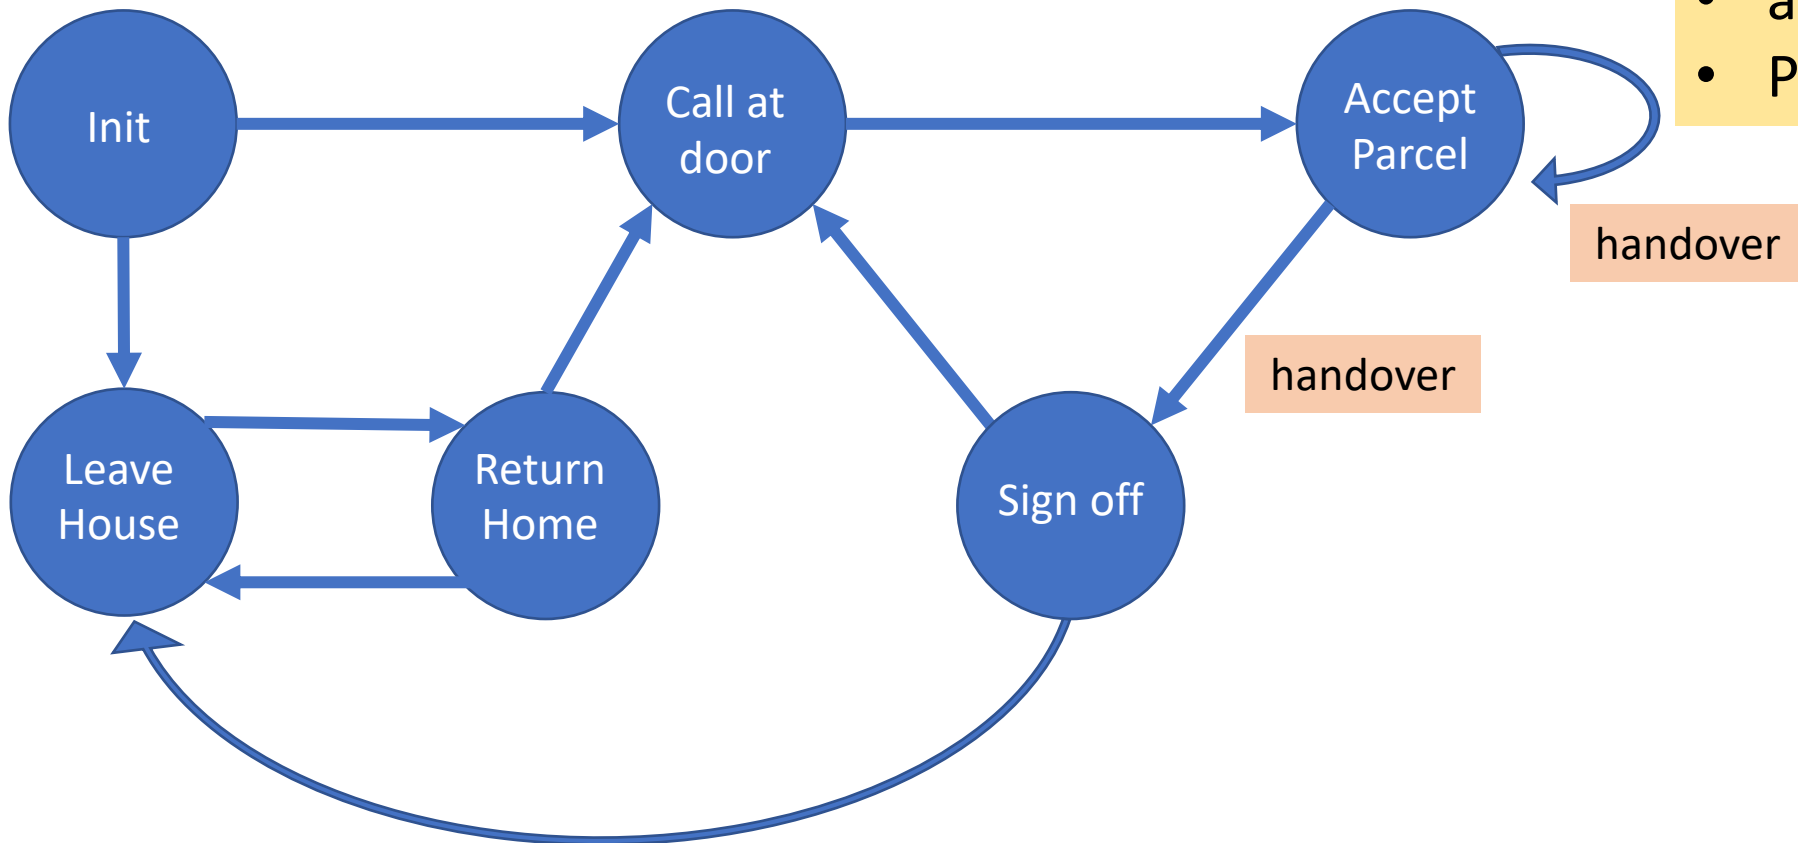 Init
Call at
door
Accept
Parcel
• a
• P
handover
handover
Leave
House
Return
Home
Sign off